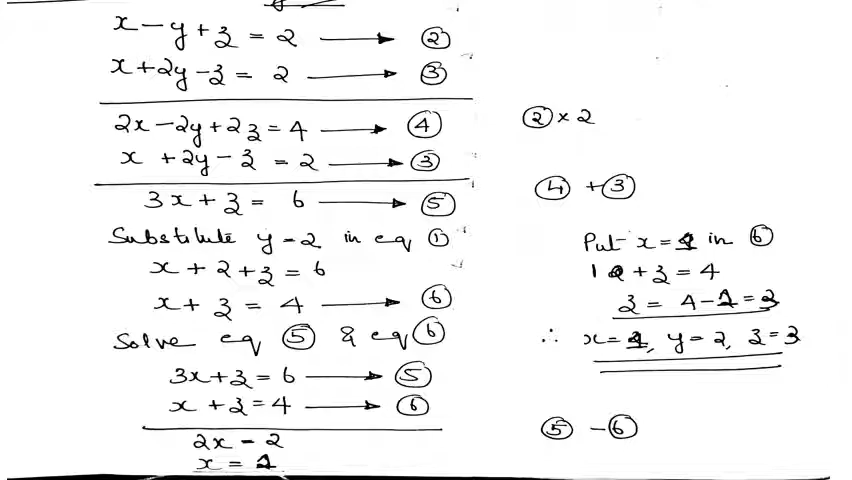 x - y + z = 2 → ②
x + 2y - z = 2 → ③
2x - 2y + 2z = 4 → ④
② × 2
x + 2y - z = 2 → ③
3x + z = 6 → ⑤
④ + ③
Substitute y = 2 in eq ①
x + 2 + z = 6
x + z = 4 → ⑥
Solve eq ⑤ & eq ⑥
3x + z = 6 → ⑤
x + z = 4 → ⑥
2x = 2
⑤ - ⑥
x = 1
Put x = 1 in ⑥
1 + z = 4
z = 4 - 1 = 3
∴ x = 1, y = 2, z = 3